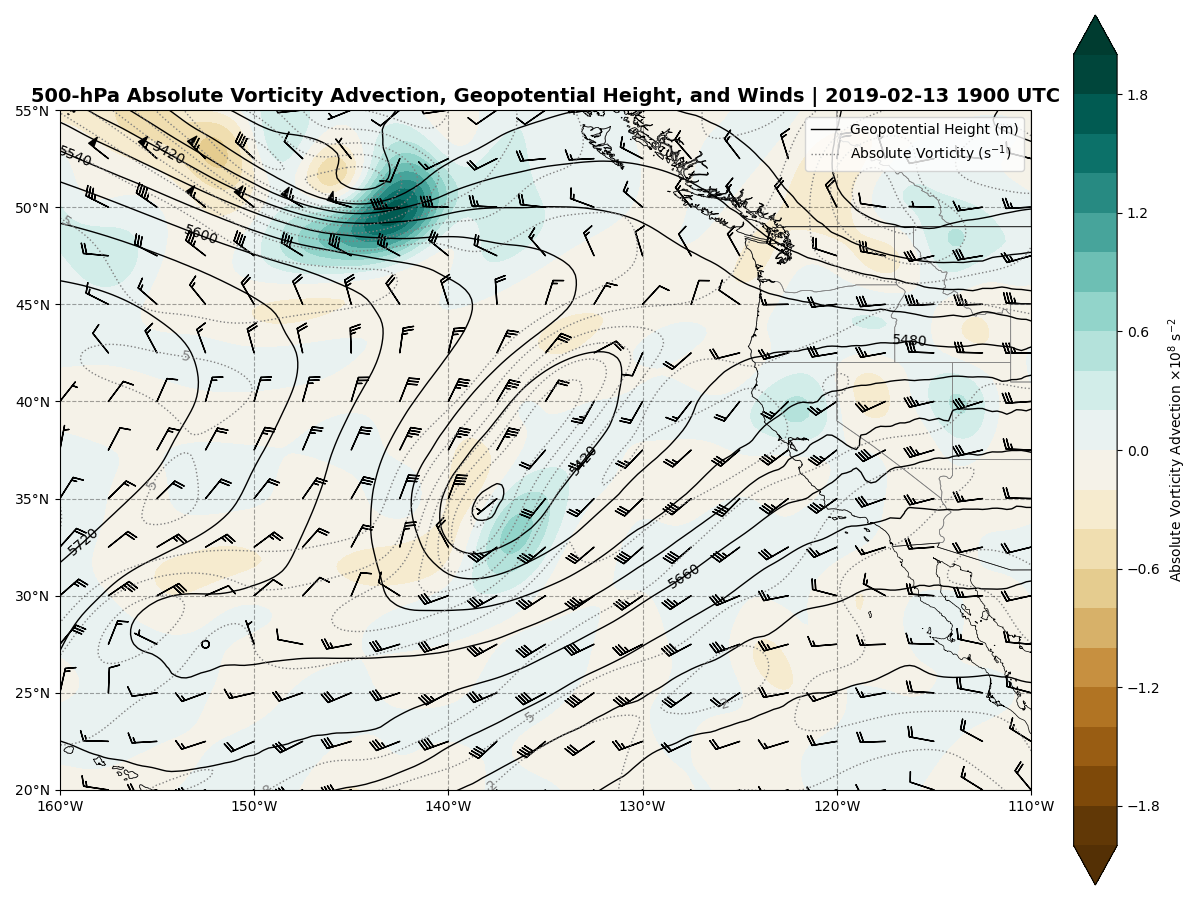 500-hPa Absolute Vorticity Advection, Geopotential Height, and Winds | 2019-02-13 1900 UTC
55°N
50°N
45°N
40°N
35°N
30°N
25°N
20°N
160°W
150°W
140°W
130°W
120°W
110°W
Geopotential Height (m)
Absolute Vorticity (s⁻¹)
5540
5420
5600
5480
5420
5720
5660
5
5
5
5
2
1.8
1.2
0.6
0.0
−0.6
−1.2
−1.8
Absolute Vorticity Advection ×10⁸ s⁻²